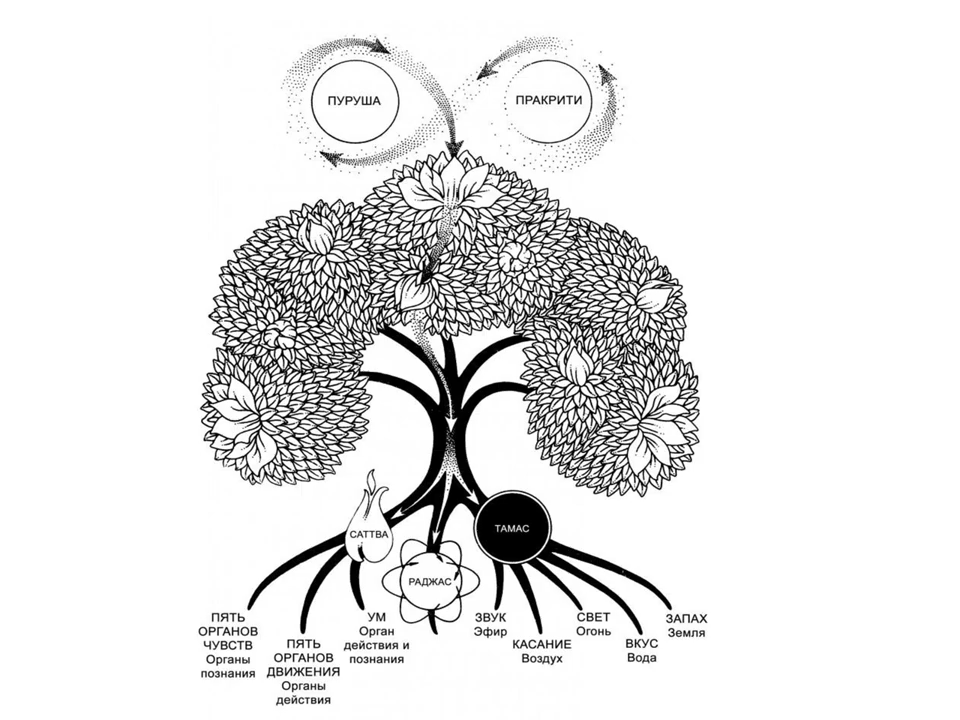 ПУРУША
ПРАКРИТИ
САТТВА
РАДЖАС
ТАМАС
ПЯТЬ
ОРГАНОВ
ЧУВСТВ
Органы
познания
ПЯТЬ
ОРГАНОВ
ДВИЖЕНИЯ
Органы
действия
УМ
Орган
действия и
познания
ЗВУК
Эфир
КАСАНИЕ
Воздух
СВЕТ
Огонь
ВКУС
Вода
ЗАПАХ
Земля